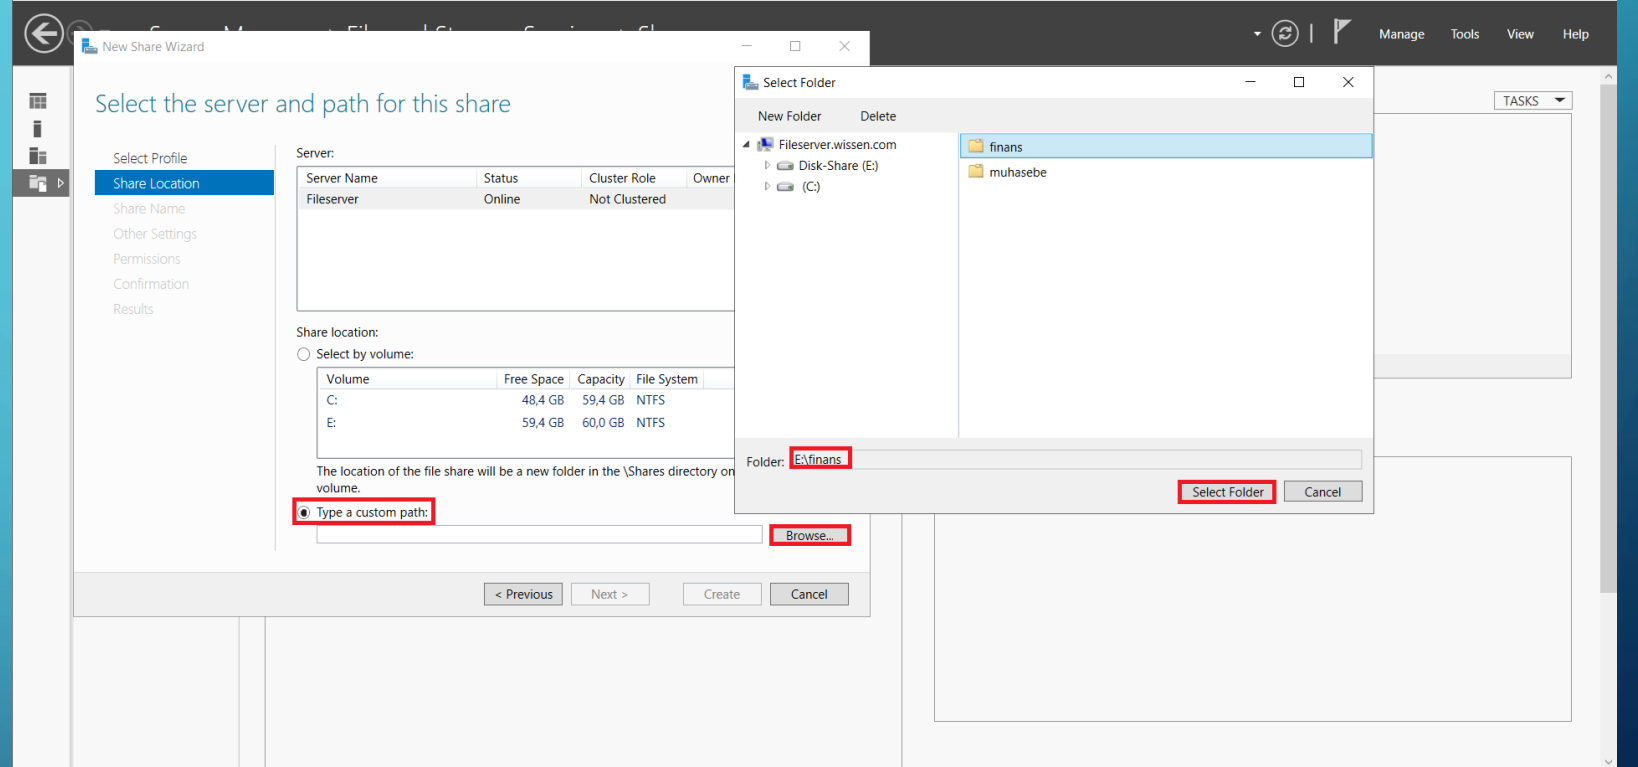 Manage Tools View Help
New Share Wizard
Select the server and path for this share
Select Profile
Share Location
Share Name
Other Settings
Permissions
Confirmation
Results
Server:
Server Name Status Cluster Role Owner
Fileserver Online Not Clustered
Share location:
Select by volume:
Volume Free Space Capacity File System
C: 48,4 GB 59,4 GB NTFS
E: 59,4 GB 60,0 GB NTFS
The location of the file share will be a new folder in the \Shares directory on
volume.
Type a custom path:
Browse...
< Previous Next > Create Cancel
Select Folder
New Folder Delete
Fileserver.wissen.com
Disk-Share (E:)
(C:)
finans
muhasebe
Folder: E:\finans
Select Folder Cancel
TASKS